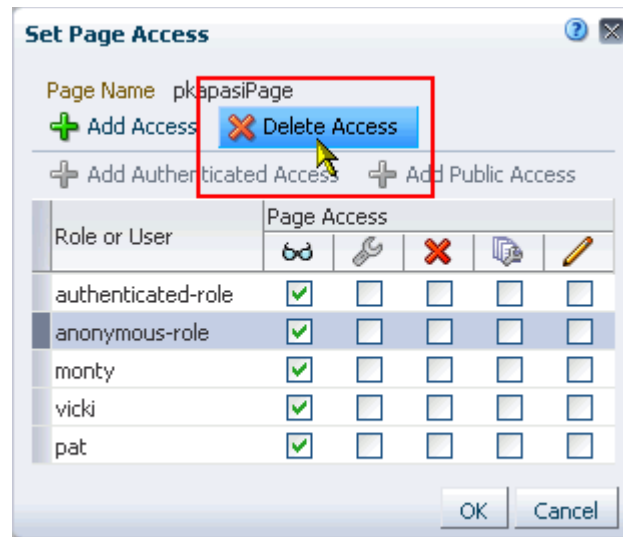 Set Page Access
Page Name pkapasiPage
Add Access Delete Access
Add Authenticated Access Add Public Access
Role or User Page Access
authenticated-role
anonymous-role
monty
vicki
pat
OK Cancel